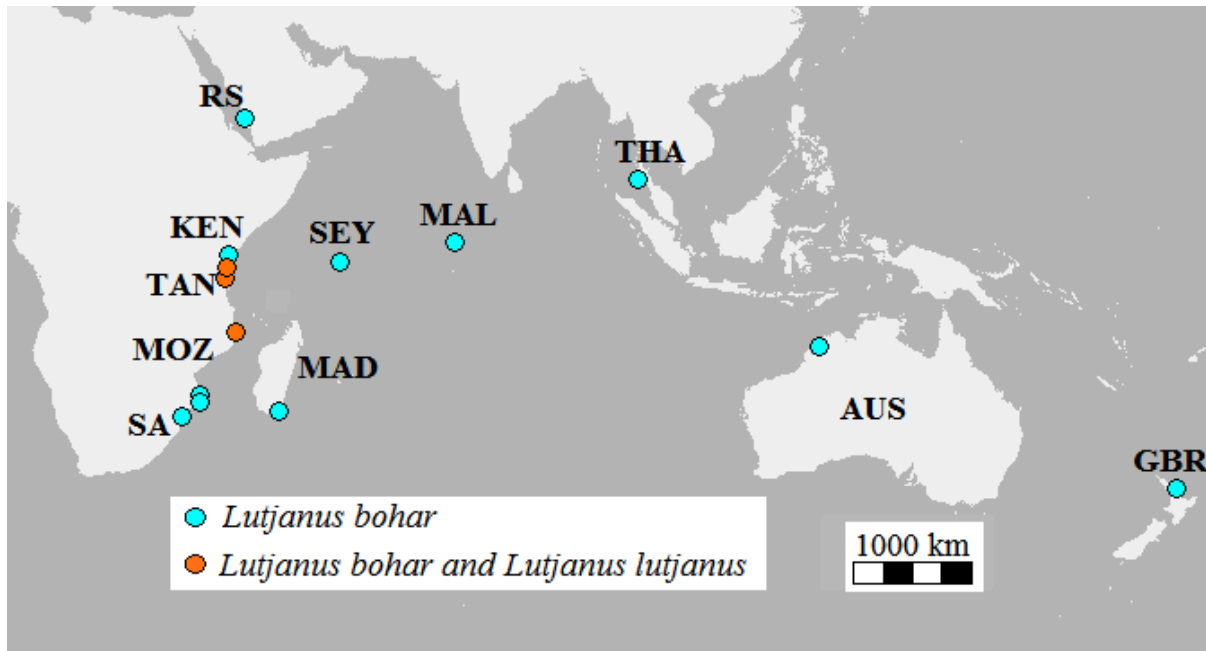 RS
THA
KEN
SEY
MAL
TAN
MOZ
MAD
SA
AUS
GBR
Lutjanus bohar
Lutjanus bohar and Lutjanus lutjanus
1000 km